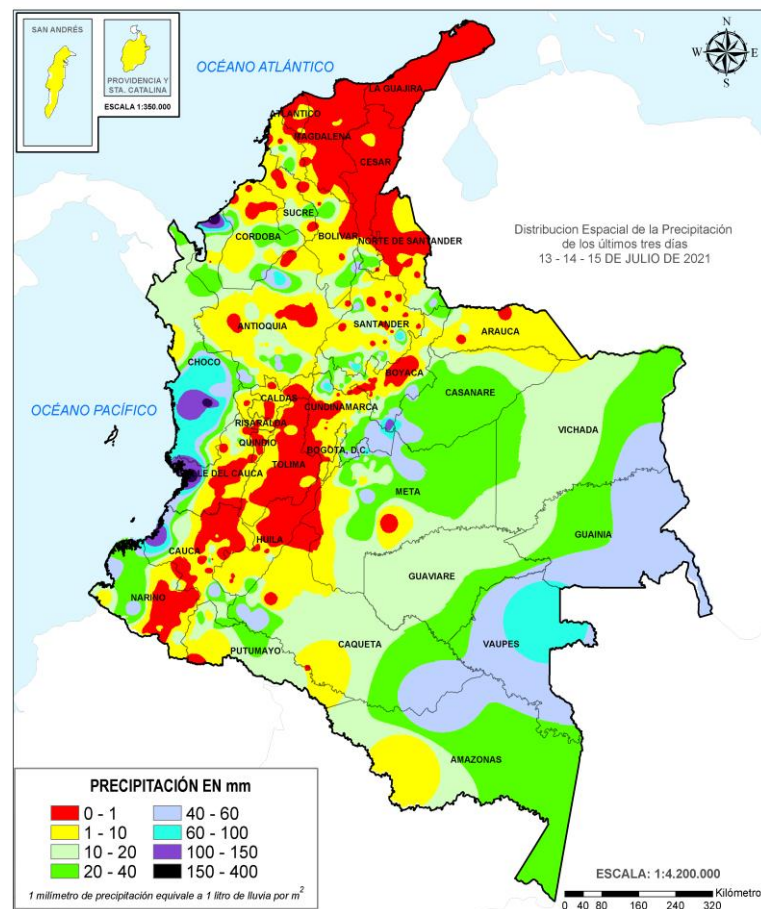 SAN ANDRÉS
PROVIDENCIA Y
STA. CATALINA
ESCALA 1:350.000
OCÉANO ATLÁNTICO
N
W
E
S
LA GUAJIRA
ATLANTICO
MAGDALENA
CESAR
SUCRE
CORDOBA
BOLIVAR
NORTE DE SANTANDER
Distribucion Espacial de la Precipitación
de los últimos tres días
13 - 14 - 15 DE JULIO DE 2021
ANTIOQUIA
SANTANDER
ARAUCA
CHOCO
BOYACA
CASANARE
OCÉANO PACÍFICO
CALDAS
CUNDINAMARCA
RISARALDA
VICHADA
QUINDIO
BOGOTA, D.C.
VALLE DEL CAUCA
TOLIMA
META
GUAINIA
CAUCA
HUILA
GUAVIARE
NARIÑO
VAUPES
PUTUMAYO
CAQUETA
AMAZONAS
PRECIPITACIÓN EN mm
0 - 1
40 - 60
1 - 10
60 - 100
10 - 20
100 - 150
20 - 40
150 - 400
1 milímetro de precipitación equivale a 1 litro de lluvia por m²
ESCALA: 1:4.200.000
Kilómetro
0 40 80 160 240 320